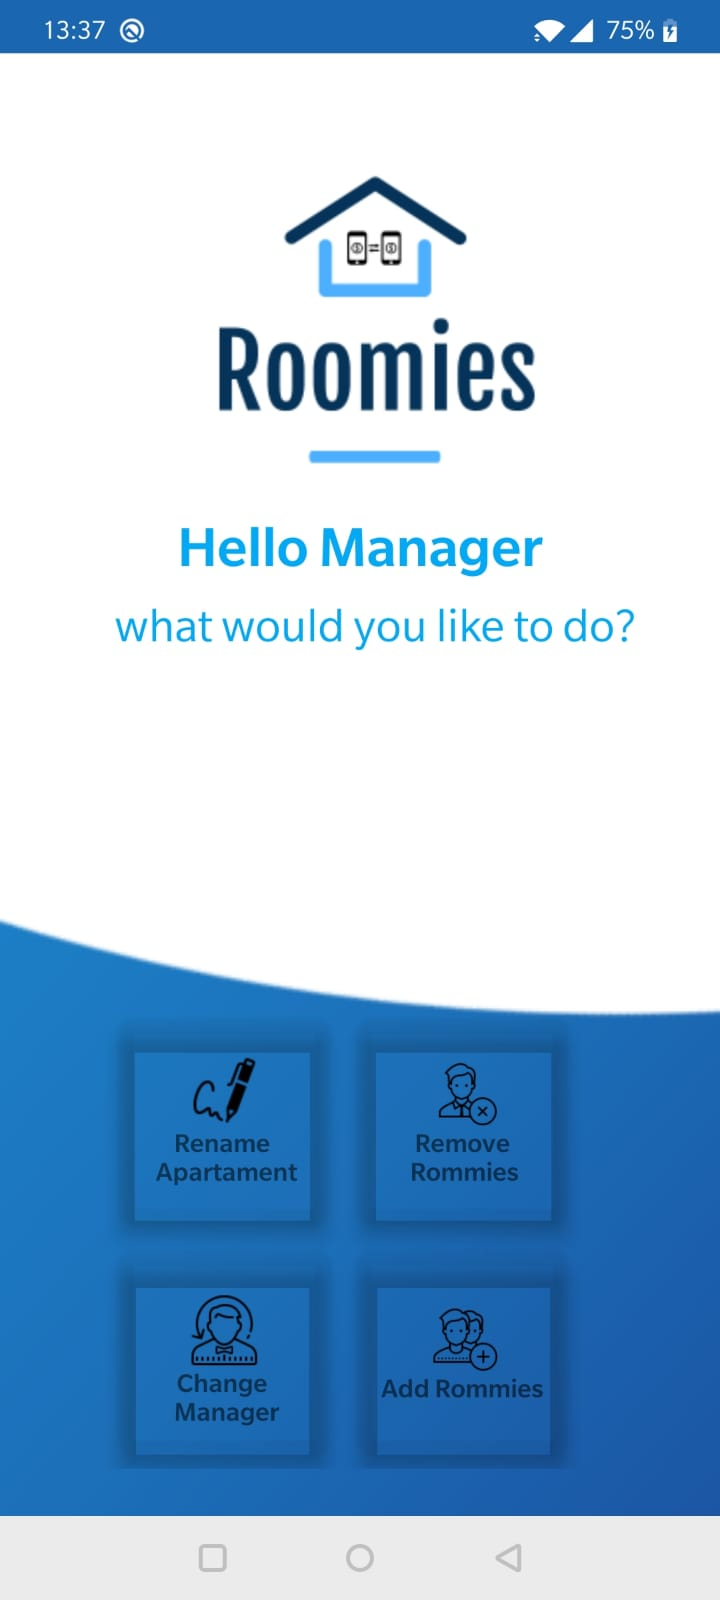 13:37
75%
Roomies
Hello Manager
what would you like to do?
Rename
Apartament
Remove
Rommies
Change
Manager
Add Rommies